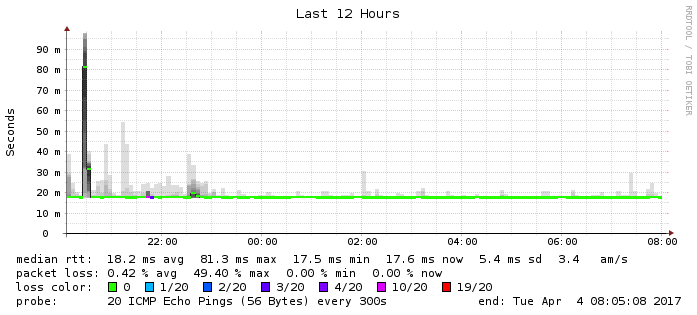 Last 12 Hours
RRDTOOL / TOBI OETIKER
Seconds
90 m
80 m
70 m
60 m
50 m
40 m
30 m
20 m
10 m
0
22:00 00:00 02:00 04:00 06:00 08:00
median rtt: 18.2 ms avg 81.3 ms max 17.5 ms min 17.6 ms now 5.4 ms sd 3.4 am/s
packet loss: 0.42 % avg 49.40 % max 0.00 % min 0.00 % now
loss color: 0 1/20 2/20 3/20 4/20 10/20 19/20
probe: 20 ICMP Echo Pings (56 Bytes) every 300s end: Tue Apr 4 08:05:08 2017